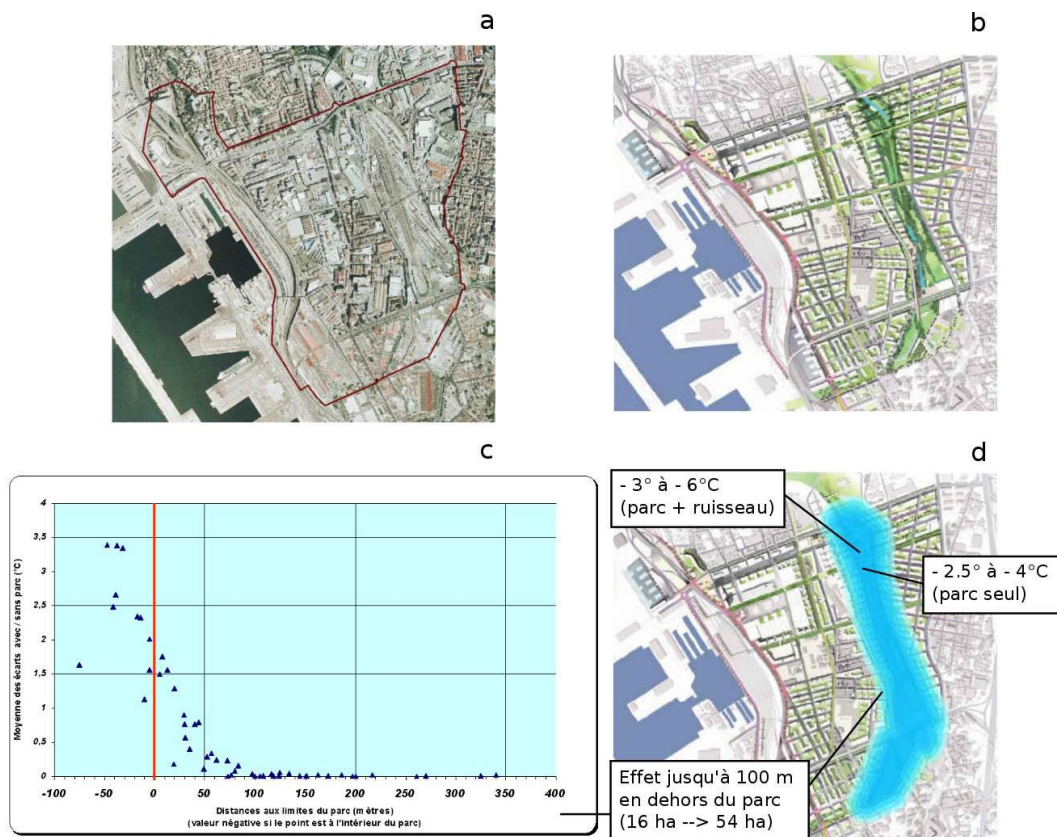 a
b
c
d
4
3,5
3
2,5
2
1,5
1
0,5
0
-100
-50
0
50
100
150
200
250
300
350
400
Moyenne des écarts avec / sans parc (°C)
Distances aux limites du parc (mètres)
(valeur négative si le point est à l'intérieur du parc)
- 3° à - 6°C
(parc + ruisseau)
- 2.5° à - 4°C
(parc seul)
Effet jusqu'à 100 m
en dehors du parc
(16 ha --> 54 ha)